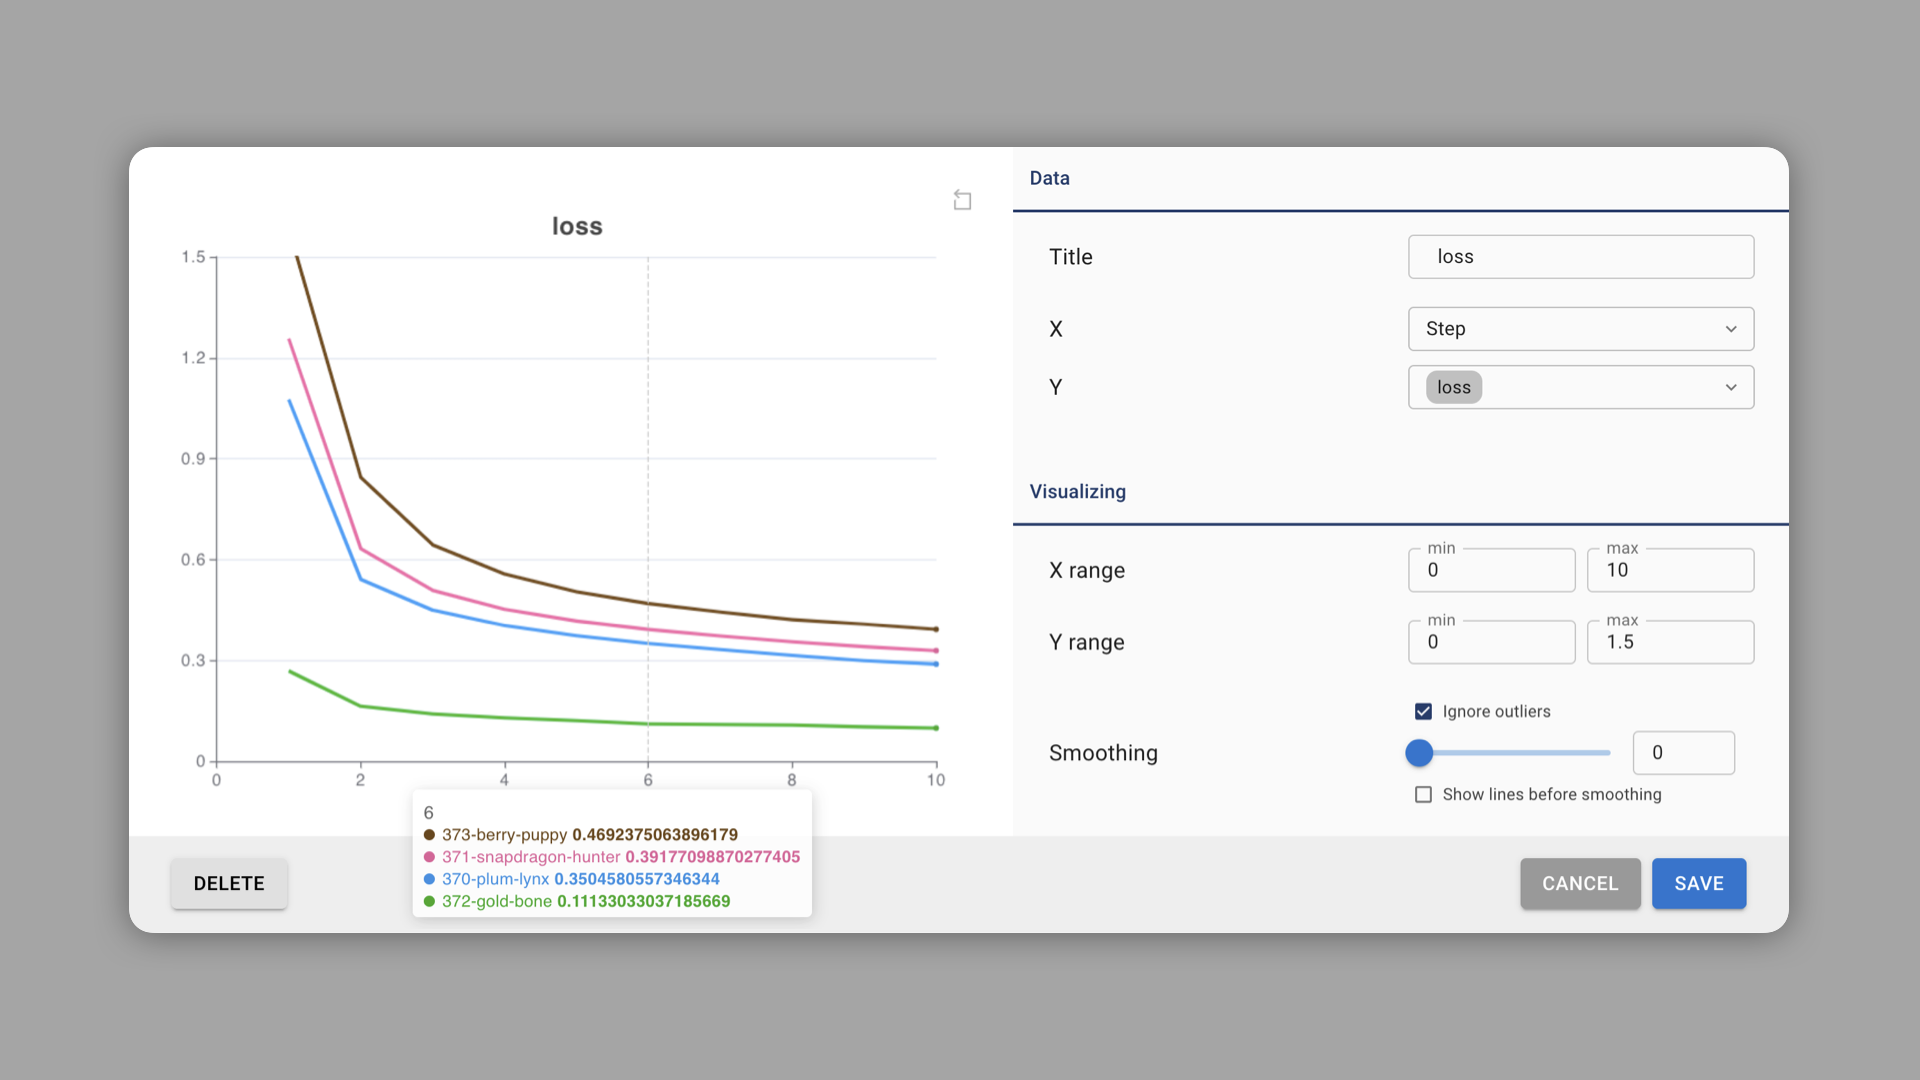 loss
1.5
1.2
0.9
0.6
0.3
0
0 2 4 6 8 10
6
373-berry-puppy 0.4692375063896179
371-snapdragon-hunter 0.39177098870277405
370-plum-lynx 0.3504580557346344
372-gold-bone 0.11133033037185669
DELETE
Data
Title loss
X Step
Y loss
Visualizing
min max
X range 0 10
min max
Y range 0 1.5
Ignore outliers
Smoothing 0
Show lines before smoothing
CANCEL SAVE